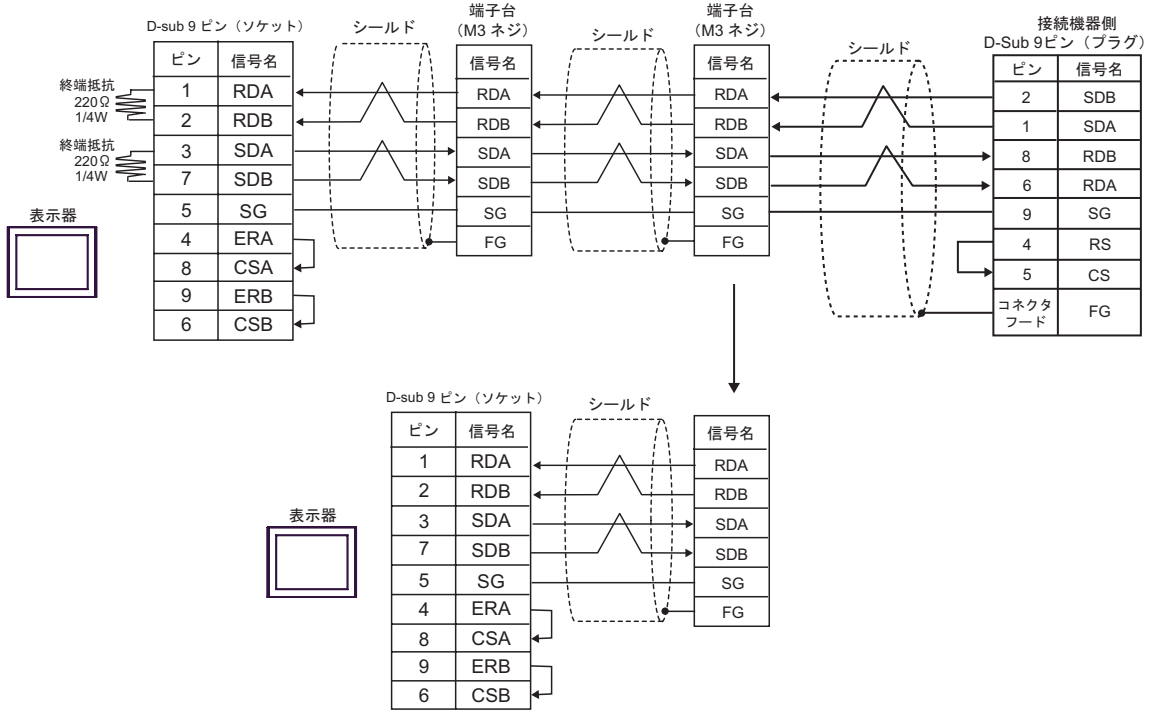 D-sub 9 ピン（ソケット）
シールド
端子台
(M3 ネジ)
シールド
端子台
(M3 ネジ)
シールド
接続機器側
D-Sub 9ピン（プラグ）
終端抵抗
220Ω
1/4W
終端抵抗
220Ω
1/4W
表示器
ピン 信号名
1 RDA
2 RDB
3 SDA
7 SDB
5 SG
4 ERA
8 CSA
9 ERB
6 CSB
信号名
RDA
RDB
SDA
SDB
SG
FG
信号名
RDA
RDB
SDA
SDB
SG
FG
ピン 信号名
2 SDB
1 SDA
8 RDB
6 RDA
9 SG
4 RS
5 CS
コネクタ
フード
FG
D-sub 9 ピン（ソケット）
シールド
表示器
ピン 信号名
1 RDA
2 RDB
3 SDA
7 SDB
5 SG
4 ERA
8 CSA
9 ERB
6 CSB
信号名
RDA
RDB
SDA
SDB
SG
FG